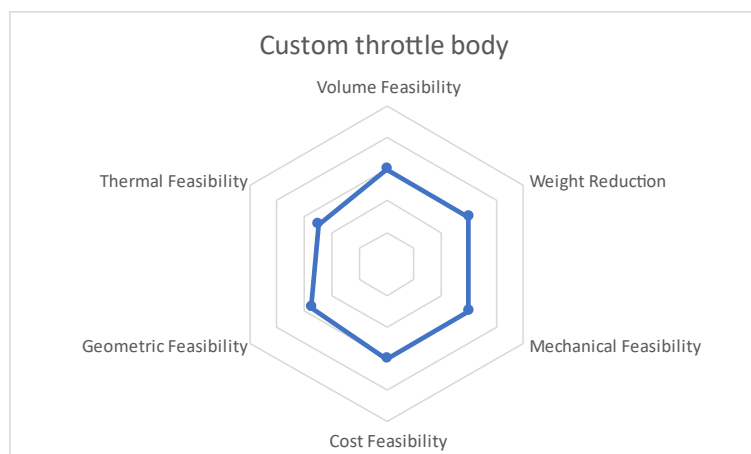 Custom throttle body
Volume Feasibility
Thermal Feasibility
Weight Reduction
Geometric Feasibility
Mechanical Feasibility
Cost Feasibility